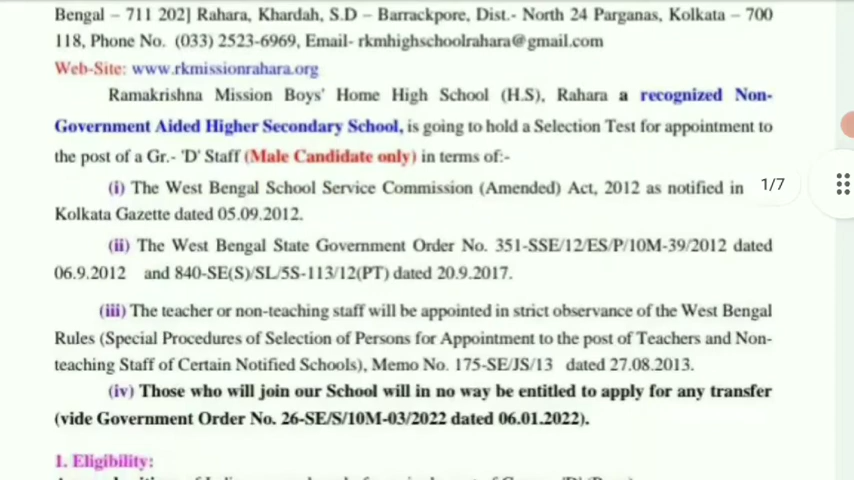 Bengal – 711 202] Rahara, Khardah, S.D – Barrackpore, Dist.- North 24 Parganas, Kolkata – 700
118, Phone No. (033) 2523-6969, Email- rkmhighschoolrahara@gmail.com
Web-Site: www.rkmissionrahara.org
Ramakrishna Mission Boys' Home High School (H.S), Rahara a recognized Non-
Government Aided Higher Secondary School, is going to hold a Selection Test for appointment to
the post of a Gr.- 'D' Staff (Male Candidate only) in terms of:-
(i) The West Bengal School Service Commission (Amended) Act, 2012 as notified in
Kolkata Gazette dated 05.09.2012.
1/7
(ii) The West Bengal State Government Order No. 351-SSE/12/ES/P/10M-39/2012 dated
06.9.2012 and 840-SE(S)/SL/5S-113/12(PT) dated 20.9.2017.
(iii) The teacher or non-teaching staff will be appointed in strict observance of the West Bengal
Rules (Special Procedures of Selection of Persons for Appointment to the post of Teachers and Non-
teaching Staff of Certain Notified Schools), Memo No. 175-SE/JS/13 dated 27.08.2013.
(iv) Those who will join our School will in no way be entitled to apply for any transfer
(vide Government Order No. 26-SE/S/10M-03/2022 dated 06.01.2022).
1. Eligibility: